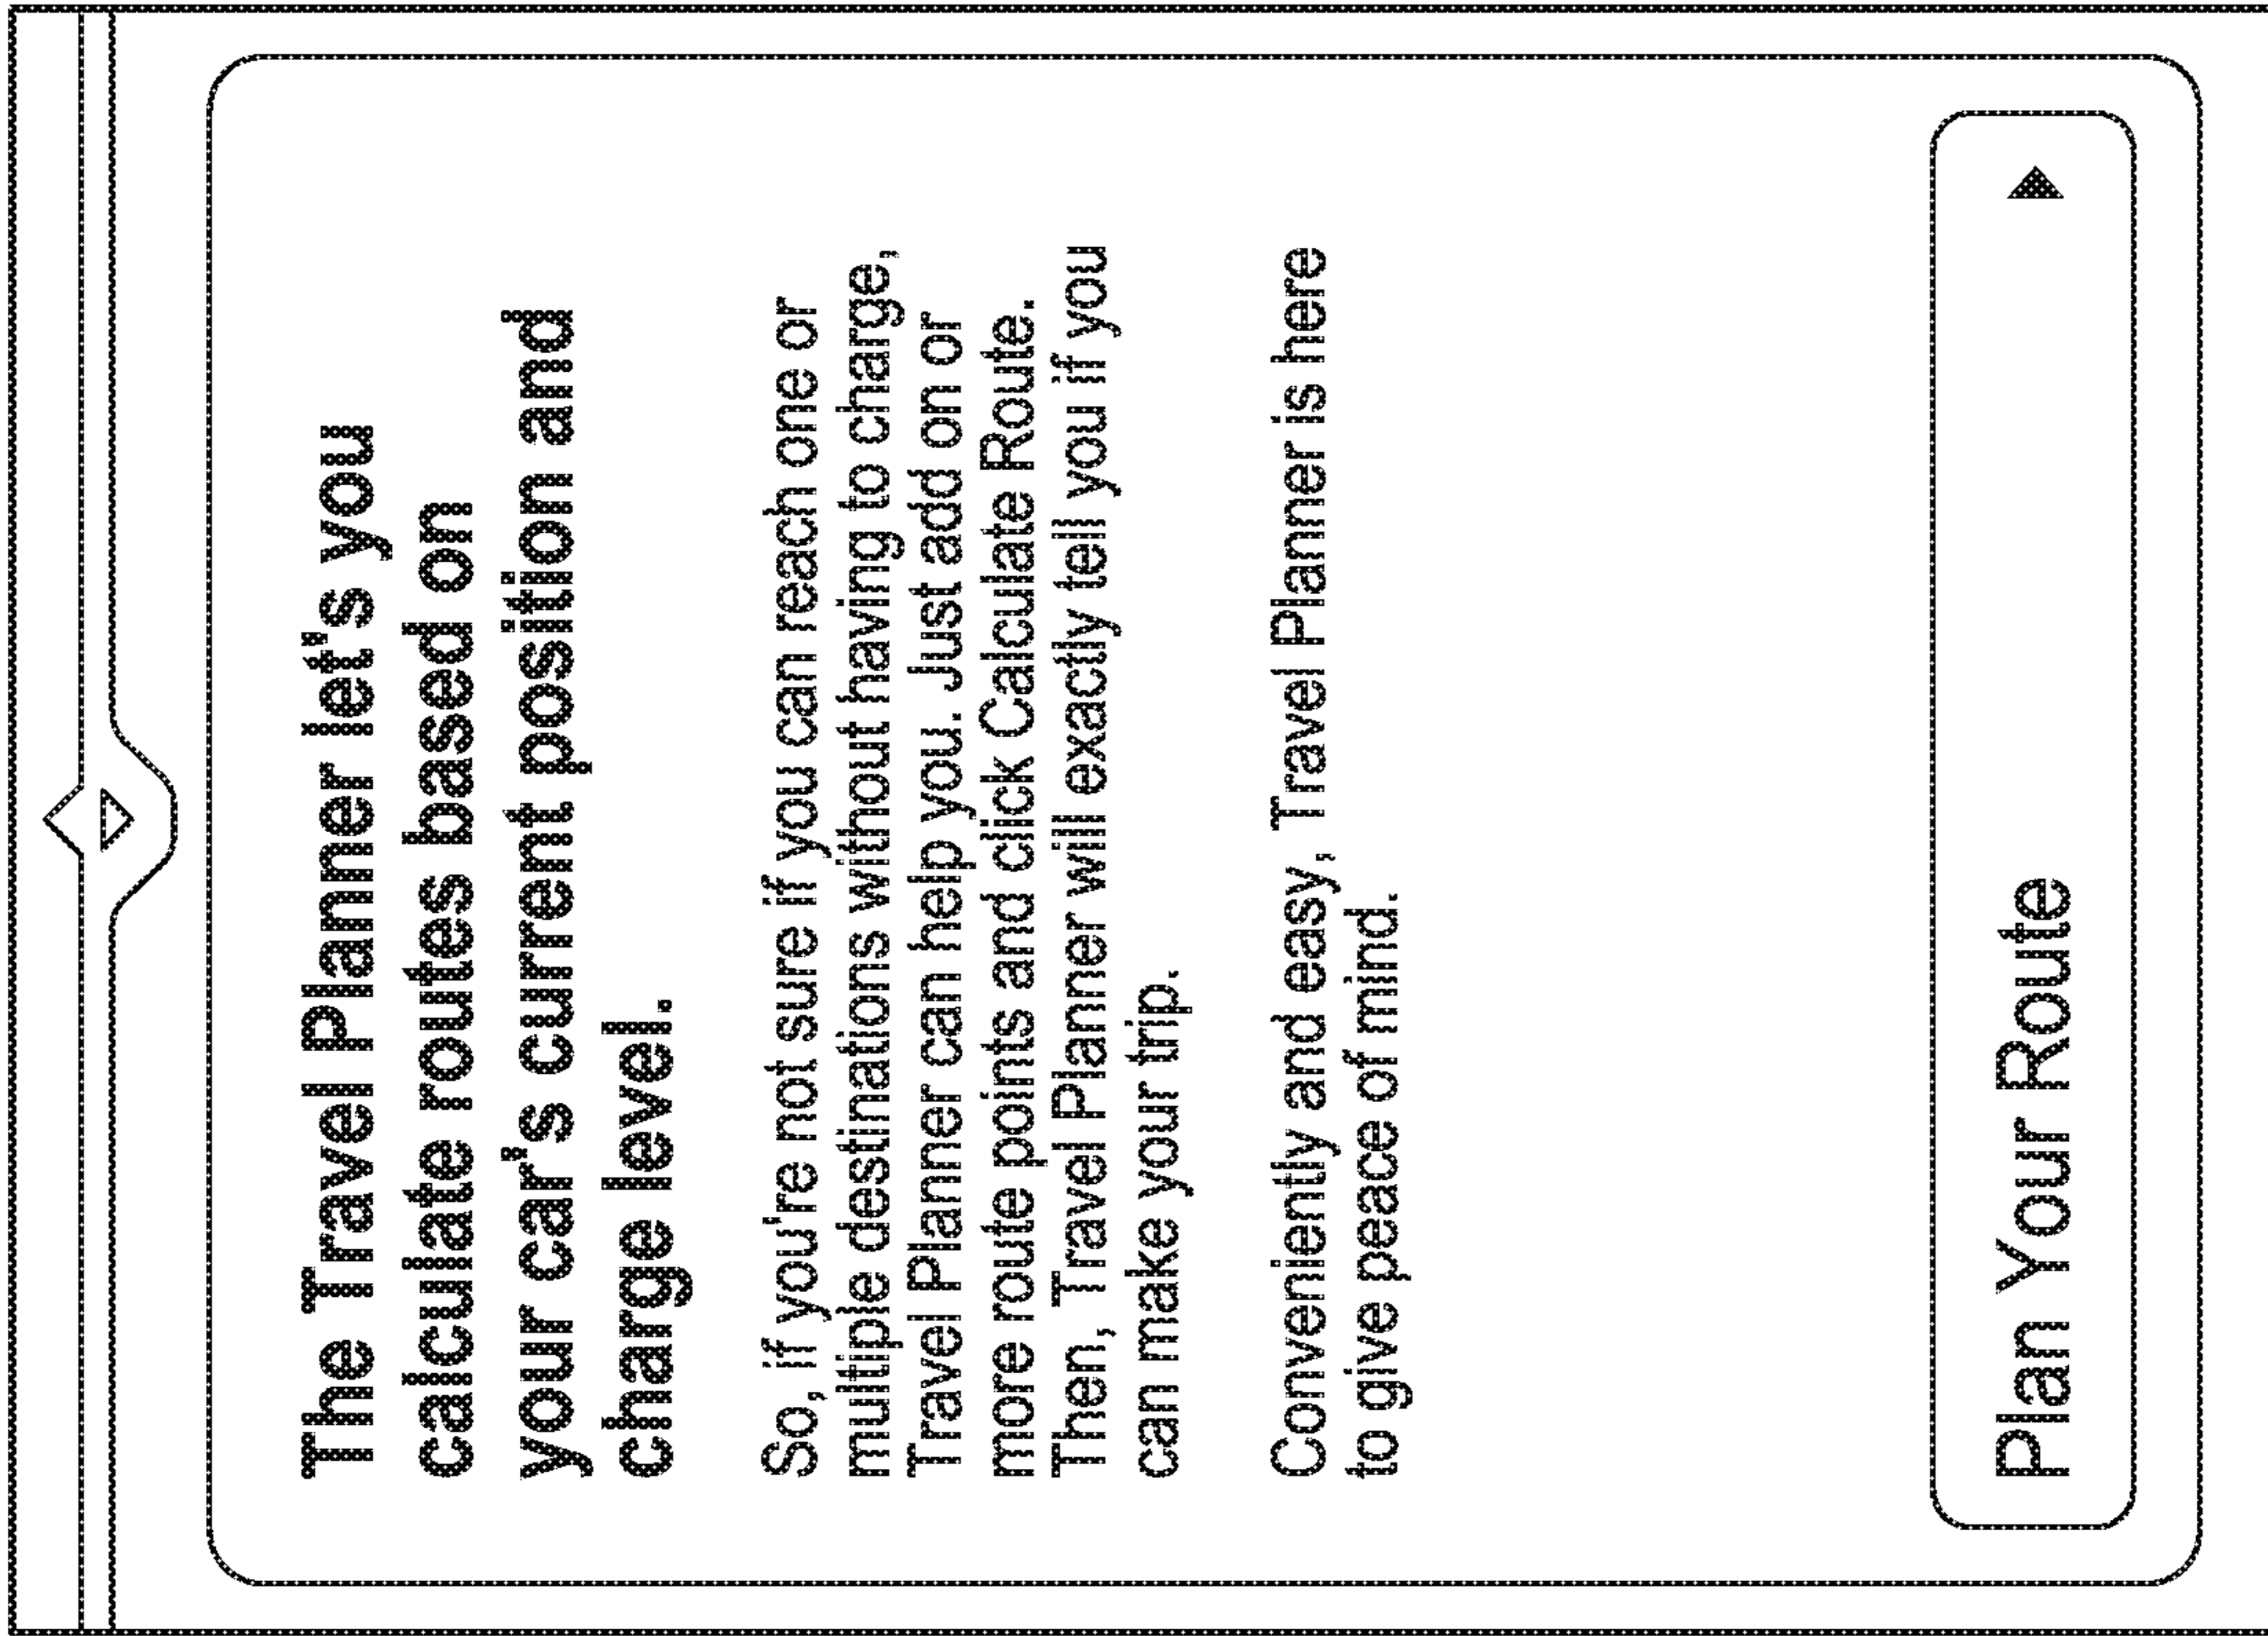 The Travel Planner let's you
calculate routes based on
your car's current position and
charge level.
So, if you're not sure if you can reach one or
multiple destinations without having to charge,
Travel Planner can help you. Just add on or
more route points and click Calculate Route.
Then, Travel Planner will exactly tell you if you
can make your trip.
Conveniently and easy, Travel Planner is here
to give peace of mind.
Plan Your Route